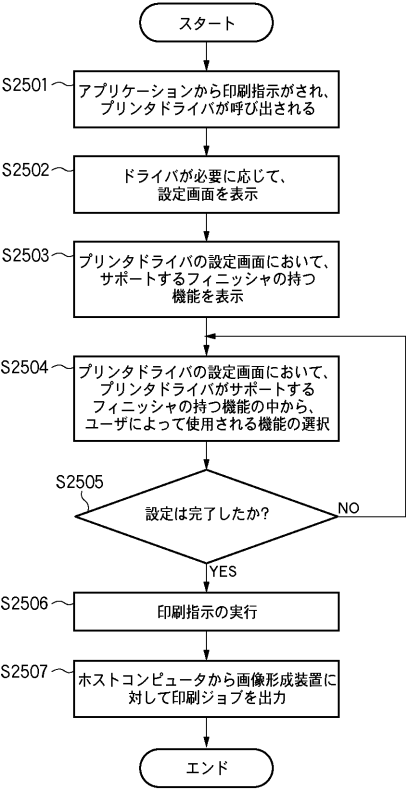 スタート
S2501
アプリケーションから印刷指示がされ、
プリンタドライバが呼び出される
S2502
ドライバが必要に応じて、
設定画面を表示
S2503
プリンタドライバの設定画面において、
サポートするフィニッシャの持つ
機能を表示
S2504
プリンタドライバの設定画面において、
プリンタドライバがサポートする
フィニッシャの持つ機能の中から、
ユーザによって使用される機能の選択
S2505
設定は完了したか?
NO
YES
S2506
印刷指示の実行
S2507
ホストコンピュータから画像形成装置に
対して印刷ジョブを出力
エンド